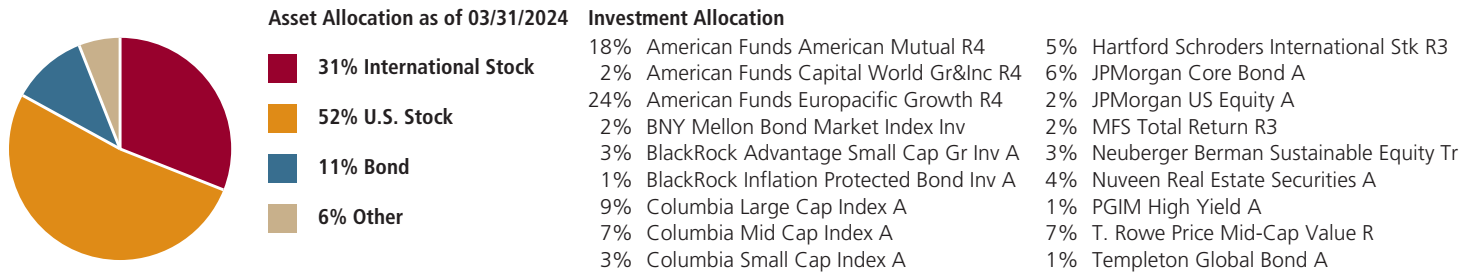 Asset Allocation as of 03/31/2024
31% International Stock
52% U.S. Stock
11% Bond
6% Other
Investment Allocation
18% American Funds American Mutual R4
2% American Funds Capital World Gr&Inc R4
24% American Funds Europacific Growth R4
2% BNY Mellon Bond Market Index Inv
3% BlackRock Advantage Small Cap Gr Inv A
1% BlackRock Inflation Protected Bond Inv A
9% Columbia Large Cap Index A
7% Columbia Mid Cap Index A
3% Columbia Small Cap Index A
5% Hartford Schroders International Stk R3
6% JPMorgan Core Bond A
2% JPMorgan US Equity A
2% MFS Total Return R3
3% Neuberger Berman Sustainable Equity Tr
4% Nuveen Real Estate Securities A
1% PGIM High Yield A
7% T. Rowe Price Mid-Cap Value R
1% Templeton Global Bond A